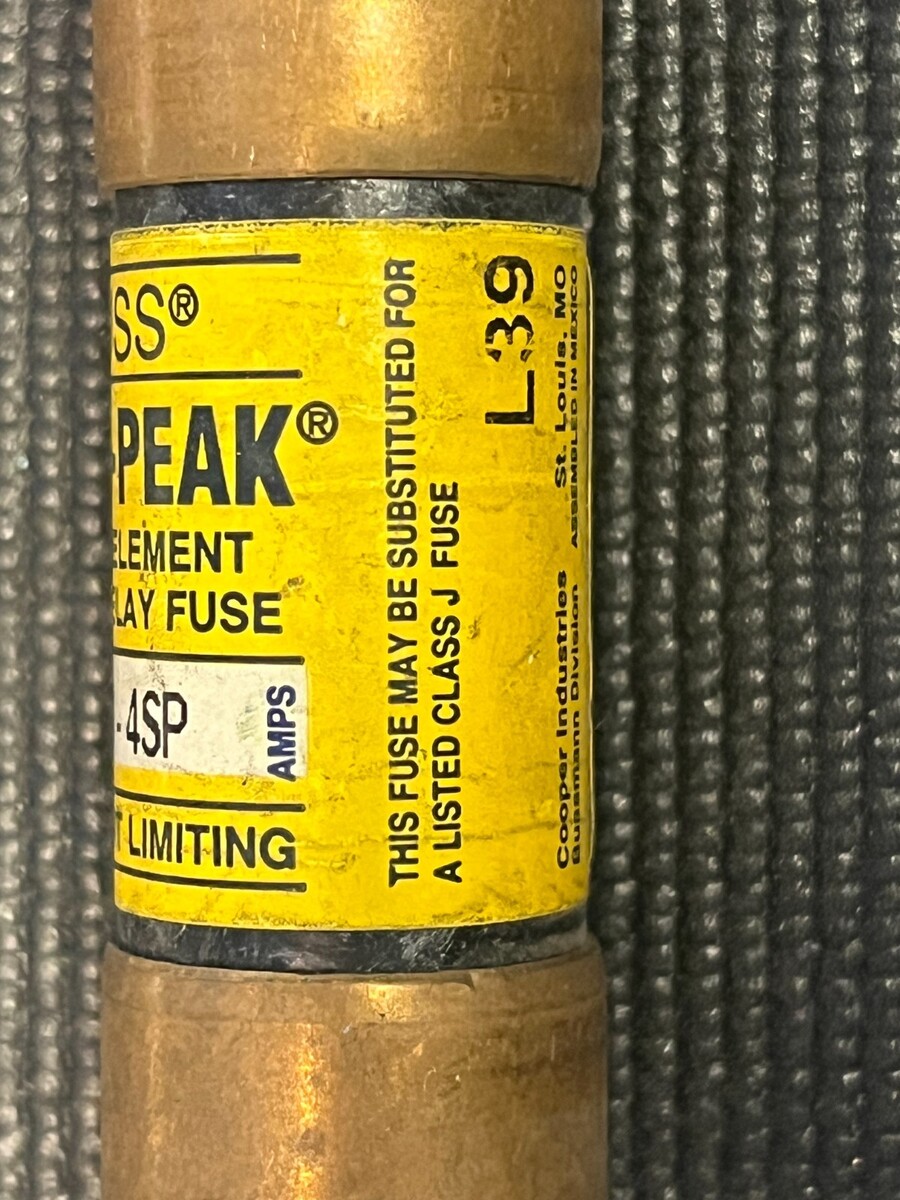 SS®
-PEAK®
ELEMENT
LAY FUSE
-4SP
AMPS
T LIMITING
THIS FUSE MAY BE SUBSTITUTED FOR
A LISTED CLASS J FUSE
L39
Cooper Industries St. Louis, MO
Bussmann Division ASSEMBLED IN MEXICO